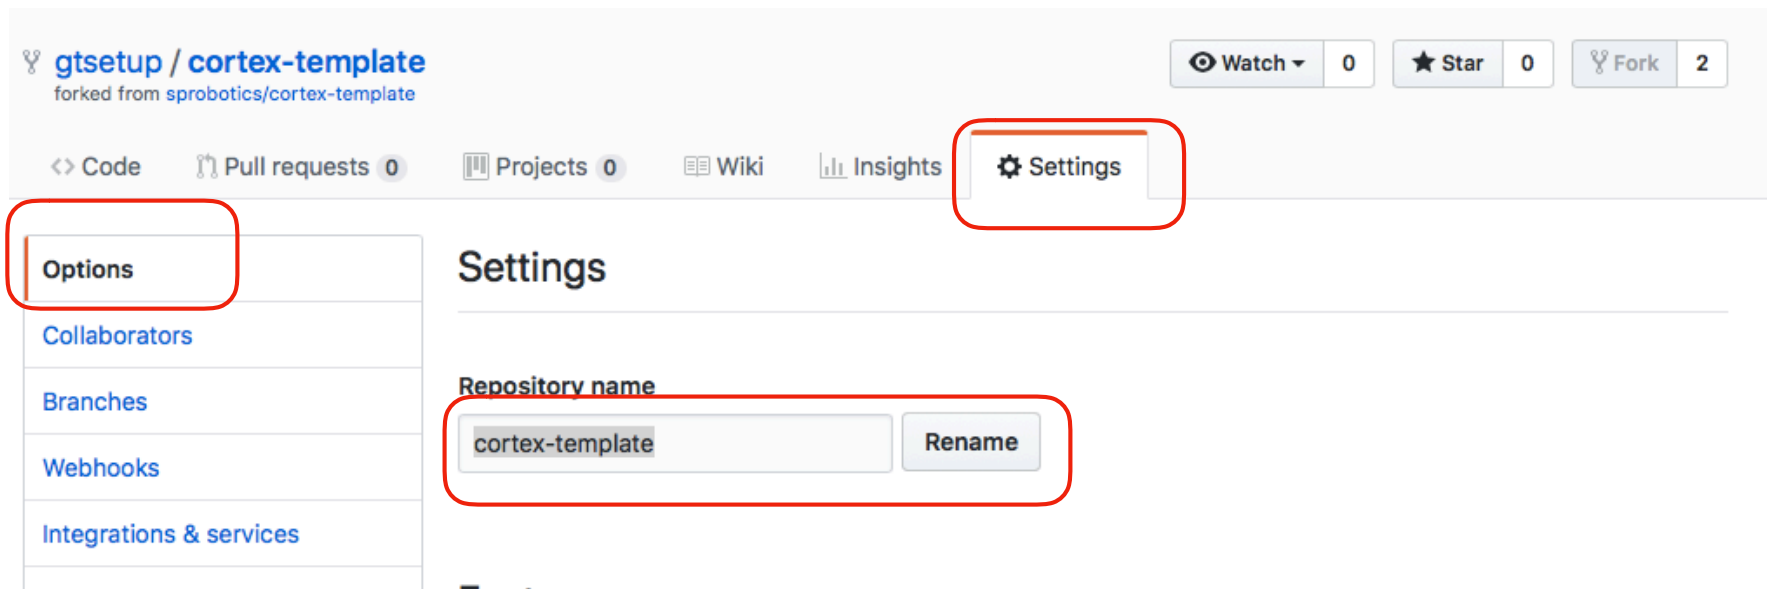 gtsetup / cortex-template
forked from sprobotics/cortex-template
Watch 0 Star 0 Fork 2
Code Pull requests 0 Projects 0 Wiki Insights Settings
Options
Collaborators
Branches
Webhooks
Integrations & services
Settings
Repository name
cortex-template Rename